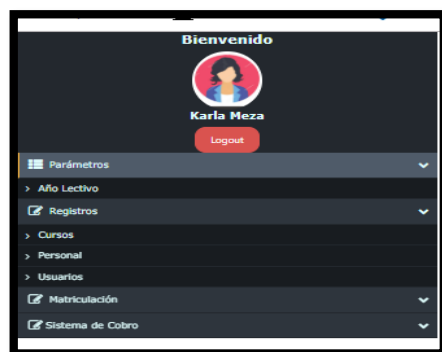 Bienvenido
Karla Meza
Logout
Parámetros
Año Lectivo
Registros
Cursos
Personal
Usuarios
Matriculación
Sistema de Cobro